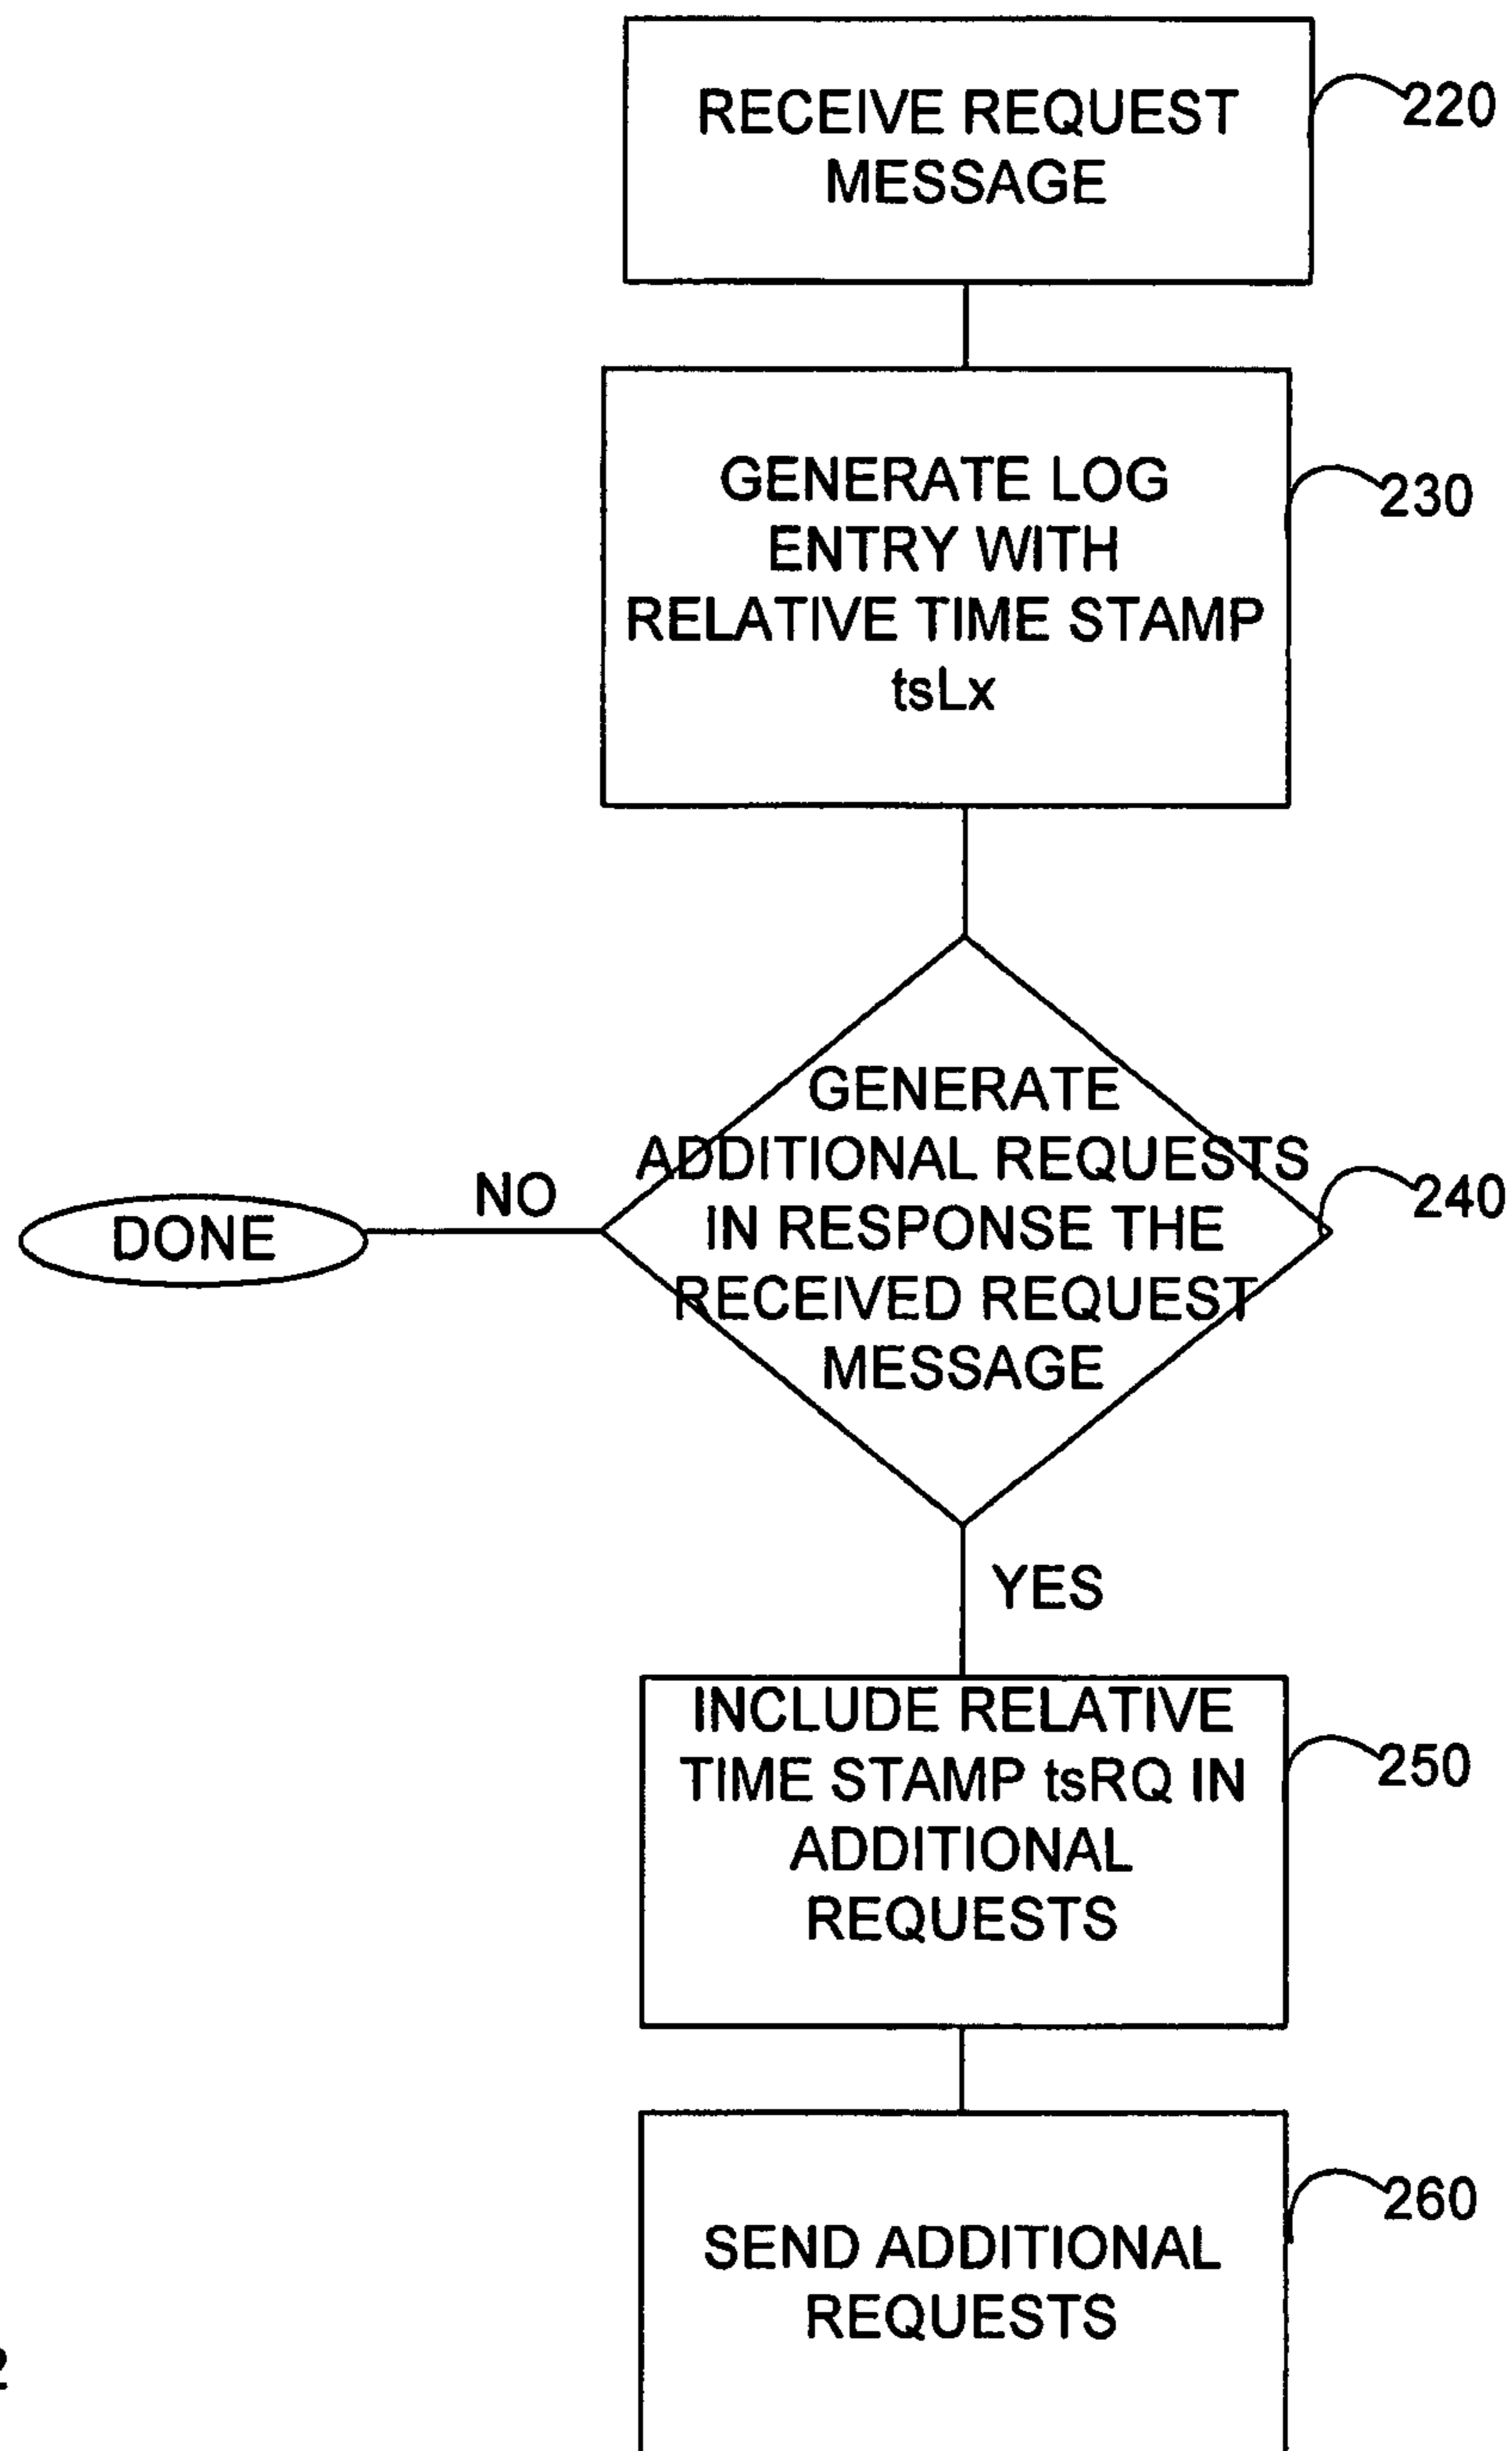 RECEIVE REQUEST
MESSAGE
220
GENERATE LOG
ENTRY WITH
RELATIVE TIME STAMP
tsLx
230
GENERATE
ADDITIONAL REQUESTS
IN RESPONSE THE
RECEIVED REQUEST
MESSAGE
240
NO
DONE
YES
INCLUDE RELATIVE
TIME STAMP tsRQ IN
ADDITIONAL
REQUESTS
250
SEND ADDITIONAL
REQUESTS
260